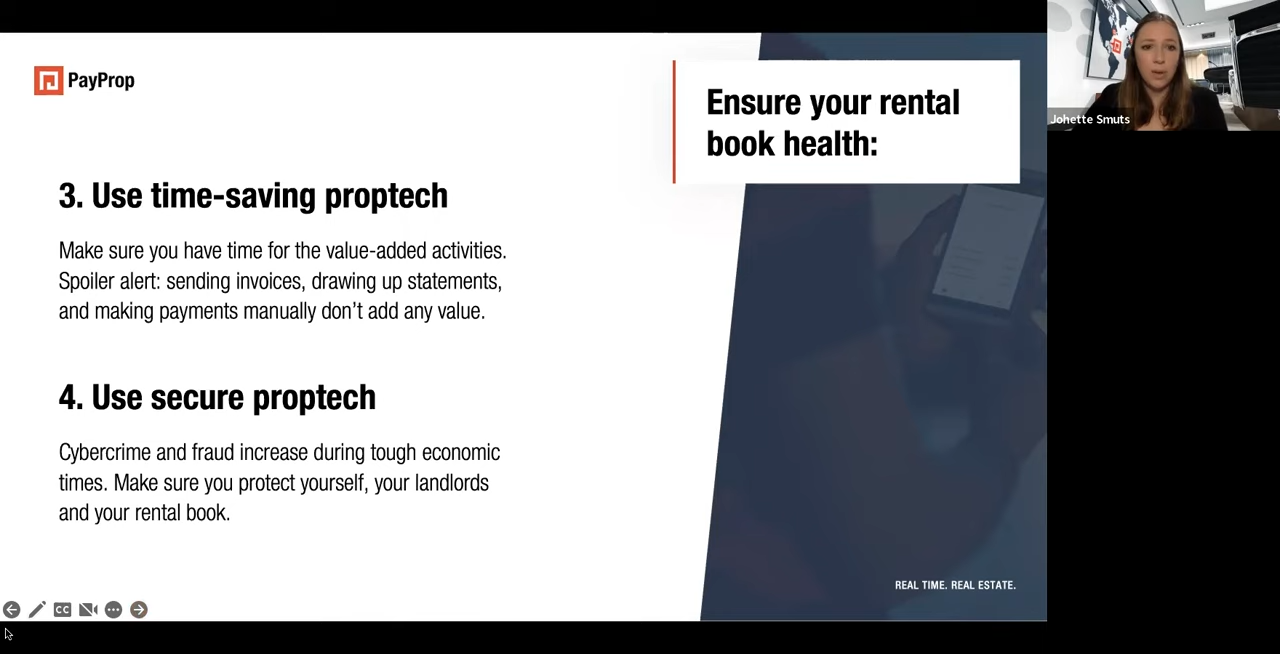 PayProp
Ensure your rental
book health:
3. Use time-saving proptech
Make sure you have time for the value-added activities.
Spoiler alert: sending invoices, drawing up statements,
and making payments manually don’t add any value.
4. Use secure proptech
Cybercrime and fraud increase during tough economic
times. Make sure you protect yourself, your landlords
and your rental book.
REAL TIME. REAL ESTATE.
CC
Johette Smuts